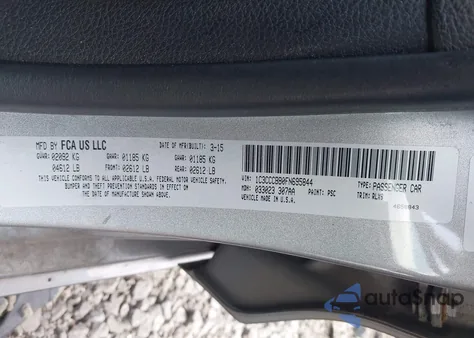 MFD BY FCA US LLC
DATE OF MFR(BUILT): 3-15
GVWR: 02092 KG GAWR: 01185 KG GAWR: 01185 KG
04612 LB FRONT: 02612 LB REAR: 02612 LB
THIS VEHICLE CONFORMS TO ALL APPLICABLE U.S.A. FEDERAL MOTOR VEHICLE SAFETY,
BUMPER AND THEFT PREVENTION STANDARDS IN EFFECT
ON THE DATE OF MANUFACTURE SHOWN ABOVE.
VIN: 1C3CCCBB0FN695944
TYPE: PASSENGER CAR
MDH: 033023 307AA PAINT: PSC TRIM: RLX9
VEHICLE MADE IN U.S.A.
autoSnap